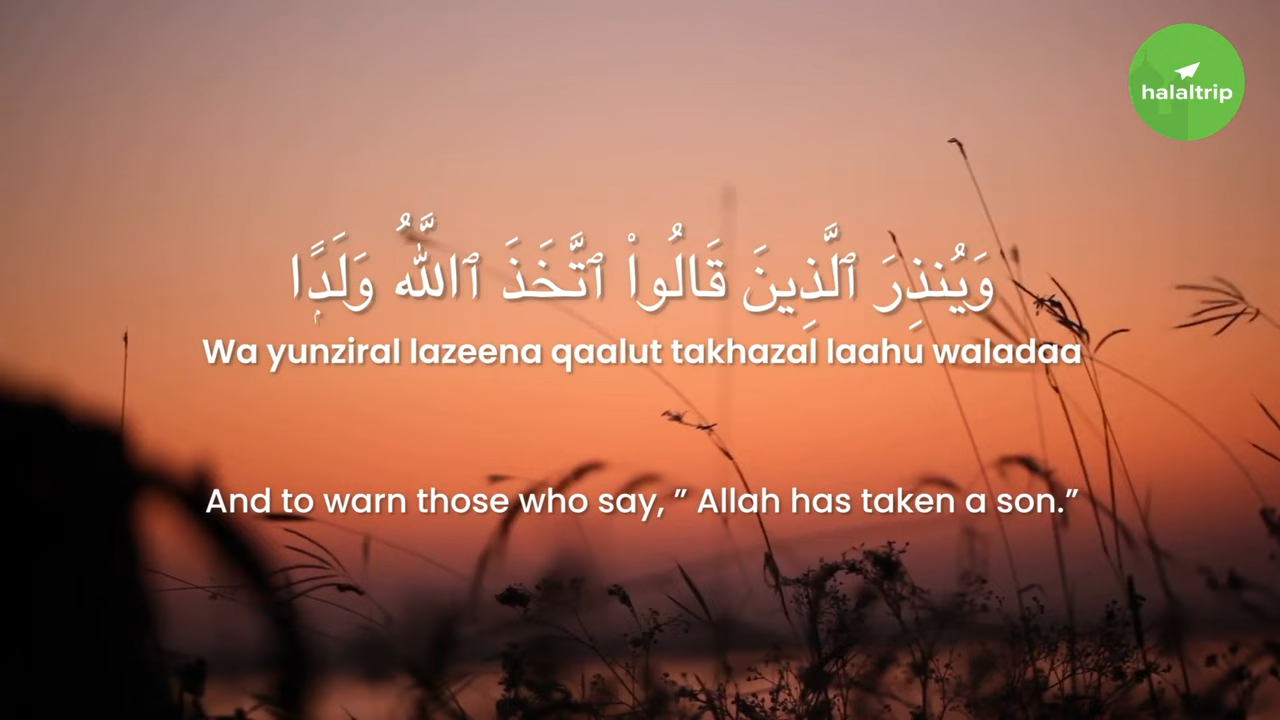 halaltrip
وَيُنذِرَ ٱلَّذِينَ قَالُوا۟ ٱتَّخَذَ ٱاللَّهُ وَلَدًۭا
Wa yunziral lazeena qaalut takhazal laahu waladaa
And to warn those who say, ” Allah has taken a son.”